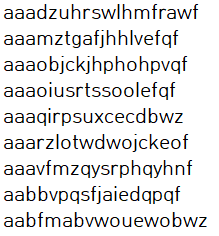 aaadzuhrswlhmfrawf
aaamztgafjhhlvefqf
aaaobjckjhphohpvqf
aaaoiusrtssoolefqf
aaaqirpsuxcecdbwz
aaarzlotwdwojckeof
aaavfmzqysrphqyhnf
aabbvpqsfjaiedqpqf
aabfmabvwouewobwz